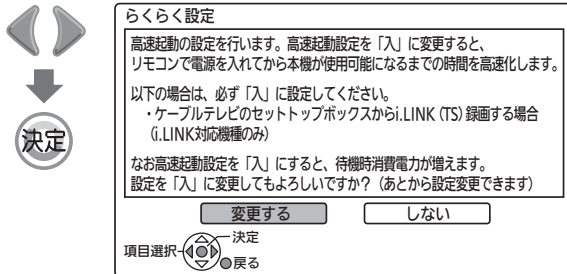 らくらく設定
高速起動の設定を行います。高速起動設定を「入」に変更すると、
リモコンで電源を入れてから本機が使用可能になるまでの時間を高速化します。
以下の場合は、必ず「入」に設定してください。
・ケーブルテレビのセットトップボックスからi.LINK（TS）録画する場合
（i.LINK対応機種のみ）
なお高速起動設定を「入」にすると、待機時消費電力が増えます。
設定を「入」に変更してもよろしいですか？（あとから設定変更できます）
変更する
しない
決定
項目選択
戻る
決定